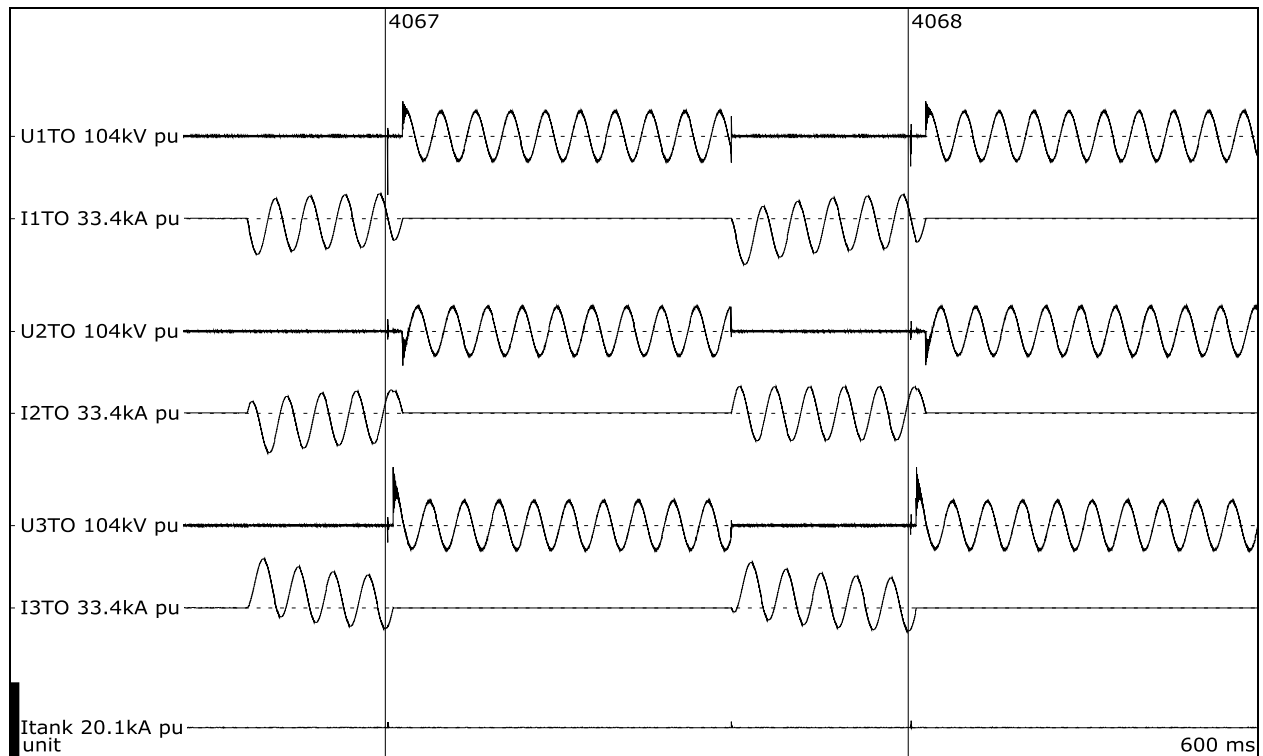 4067
4068
U1TO 104kV pu
I1TO 33.4kA pu
U2TO 104kV pu
I2TO 33.4kA pu
U3TO 104kV pu
I3TO 33.4kA pu
Itank 20.1kA pu
unit
600 ms